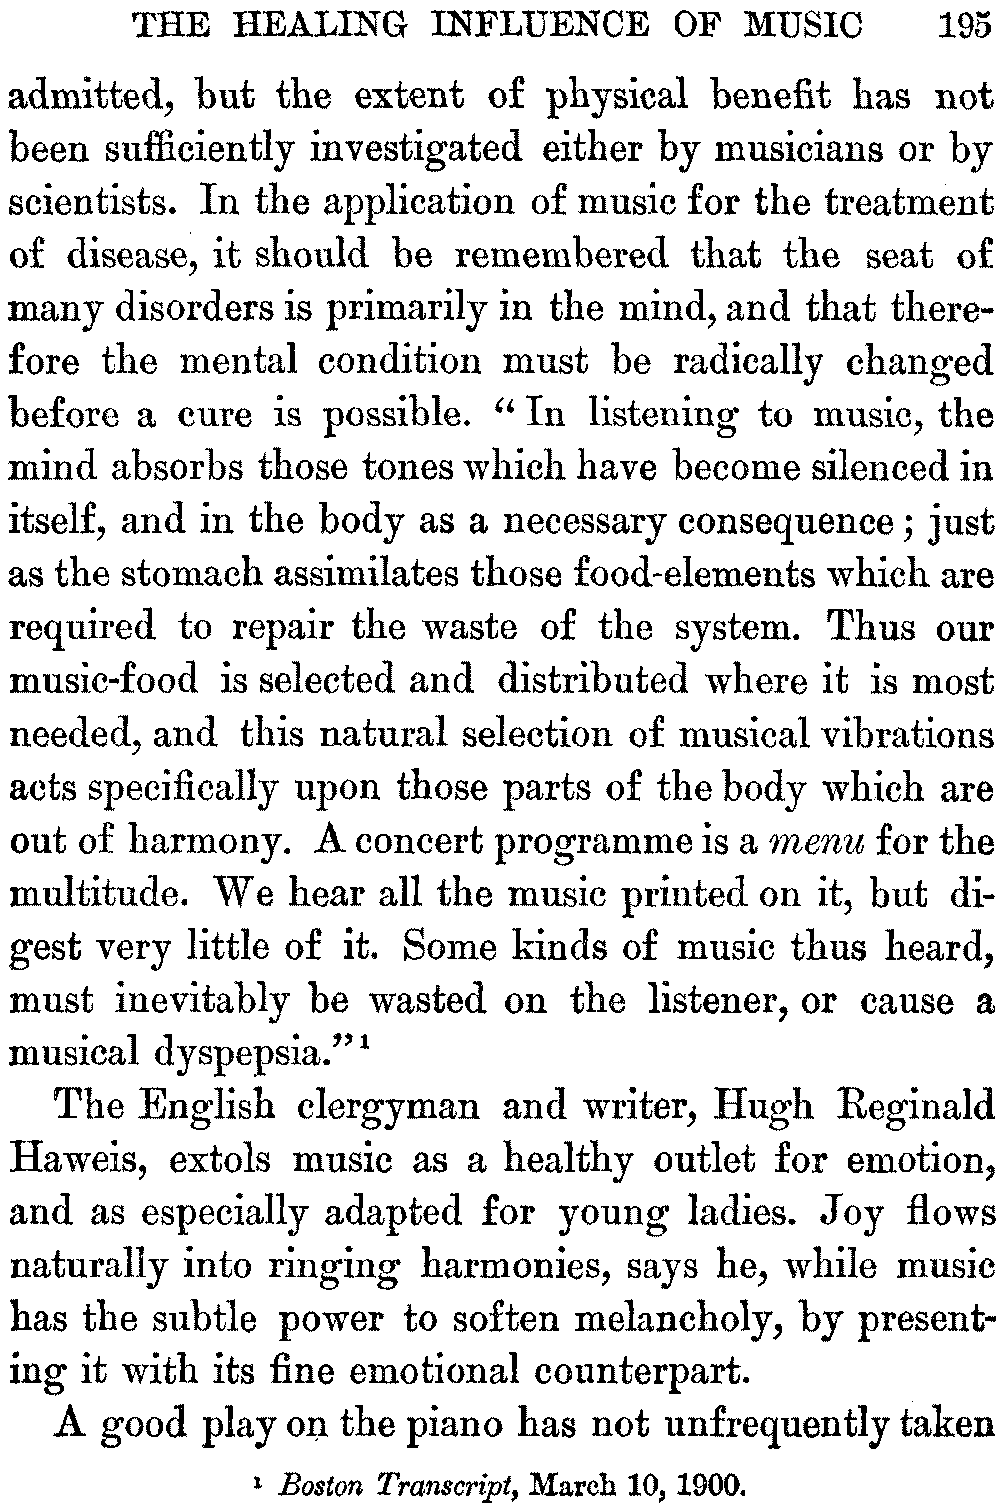 THE HEALING INFLUENCE OF MUSIC 195
admitted, but the extent of physical benefit has not
been sufficiently investigated either by musicians or by
scientists. In the application of music for the treatment
of disease, it should be remembered that the seat of
many disorders is primarily in the mind, and that there-
fore the mental condition must be radically changed
before a cure is possible. “In listening to music, the
mind absorbs those tones which have become silenced in
itself, and in the body as a necessary consequence; just
as the stomach assimilates those food-elements which are
required to repair the waste of the system. Thus our
music-food is selected and distributed where it is most
needed, and this natural selection of musical vibrations
acts specifically upon those parts of the body which are
out of harmony. A concert programme is a menu for the
multitude. We hear all the music printed on it, but di-
gest very little of it. Some kinds of music thus heard,
must inevitably be wasted on the listener, or cause a
musical dyspepsia.”¹
The English clergyman and writer, Hugh Reginald
Haweis, extols music as a healthy outlet for emotion,
and as especially adapted for young ladies. Joy flows
naturally into ringing harmonies, says he, while music
has the subtle power to soften melancholy, by present-
ing it with its fine emotional counterpart.
A good play on the piano has not unfrequently taken
¹ Boston Transcript, March 10, 1900.